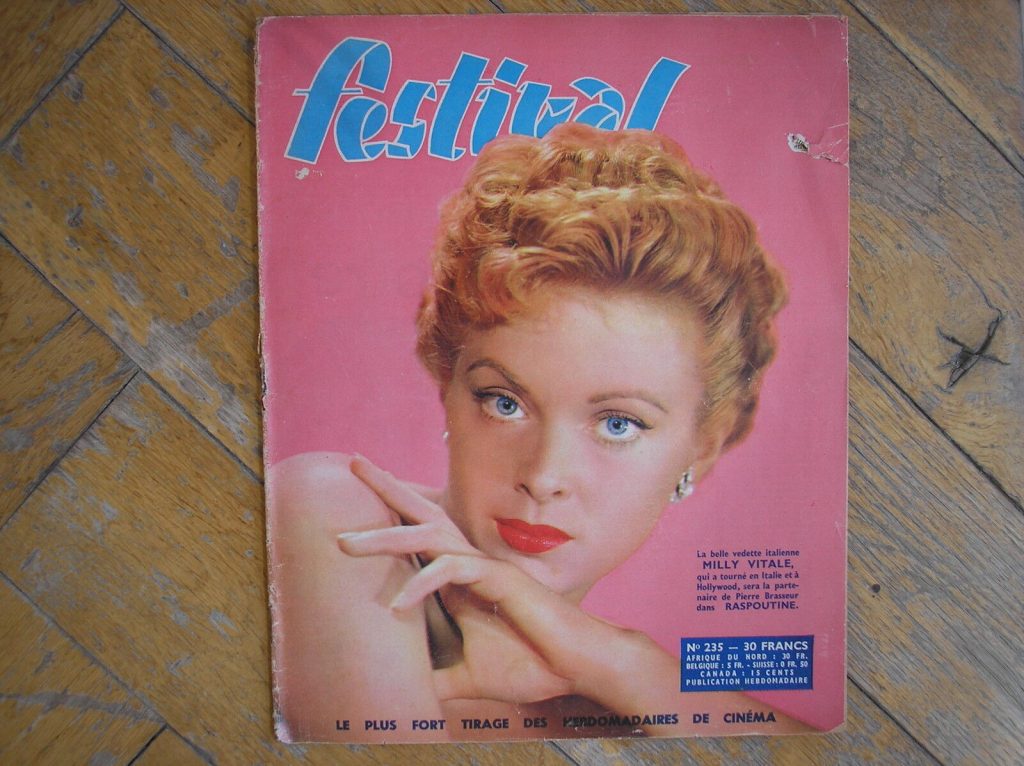 festival
La belle vedette italienne
MILLY VITALE,
qui a tourné en Italie et à
Hollywood, sera la parte-
naire de Pierre Brasseur
dans RASPOUTINE.
Nº 235 — 30 FRANCS
AFRIQUE DU NORD : 30 FR.
BELGIQUE : 5 FR. - SUISSE : 0 FR. 50
CANADA : 15 CENTS
PUBLICATION HEBDOMADAIRE
LE PLUS FORT TIRAGE DES HEBDOMADAIRES DE CINÉMA